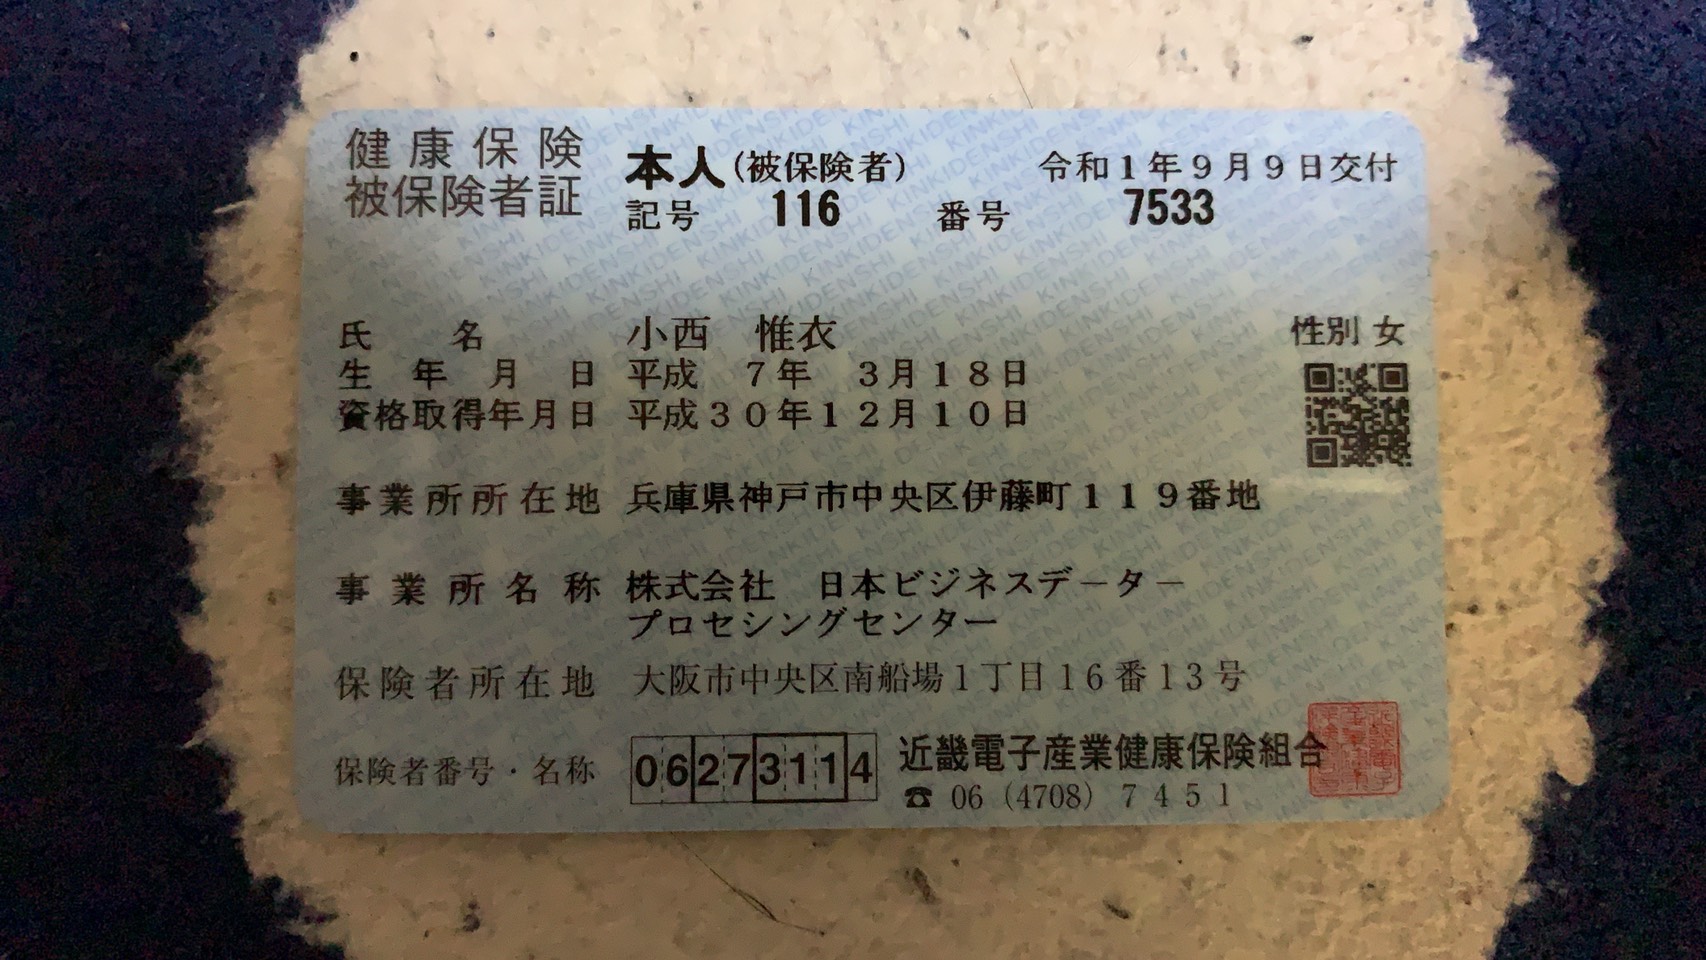 健康保険
被保険者証
本人(被保険者)
令和1年9月9日交付
記号 116 番号 7533
氏名 小西 惟衣
性別 女
生年月日 平成 7年 3月18日
資格取得年月日 平成30年12月10日
事業所所在地 兵庫県神戸市中央区伊藤町119番地
事業所名称 株式会社 日本ビジネスデーター
プロセシングセンター
保険者所在地 大阪市中央区南船場1丁目16番13号
保険者番号・名称 06273114 近畿電子産業健康保険組合
☎ 06 (4708) 7451
KINKIDENSHI